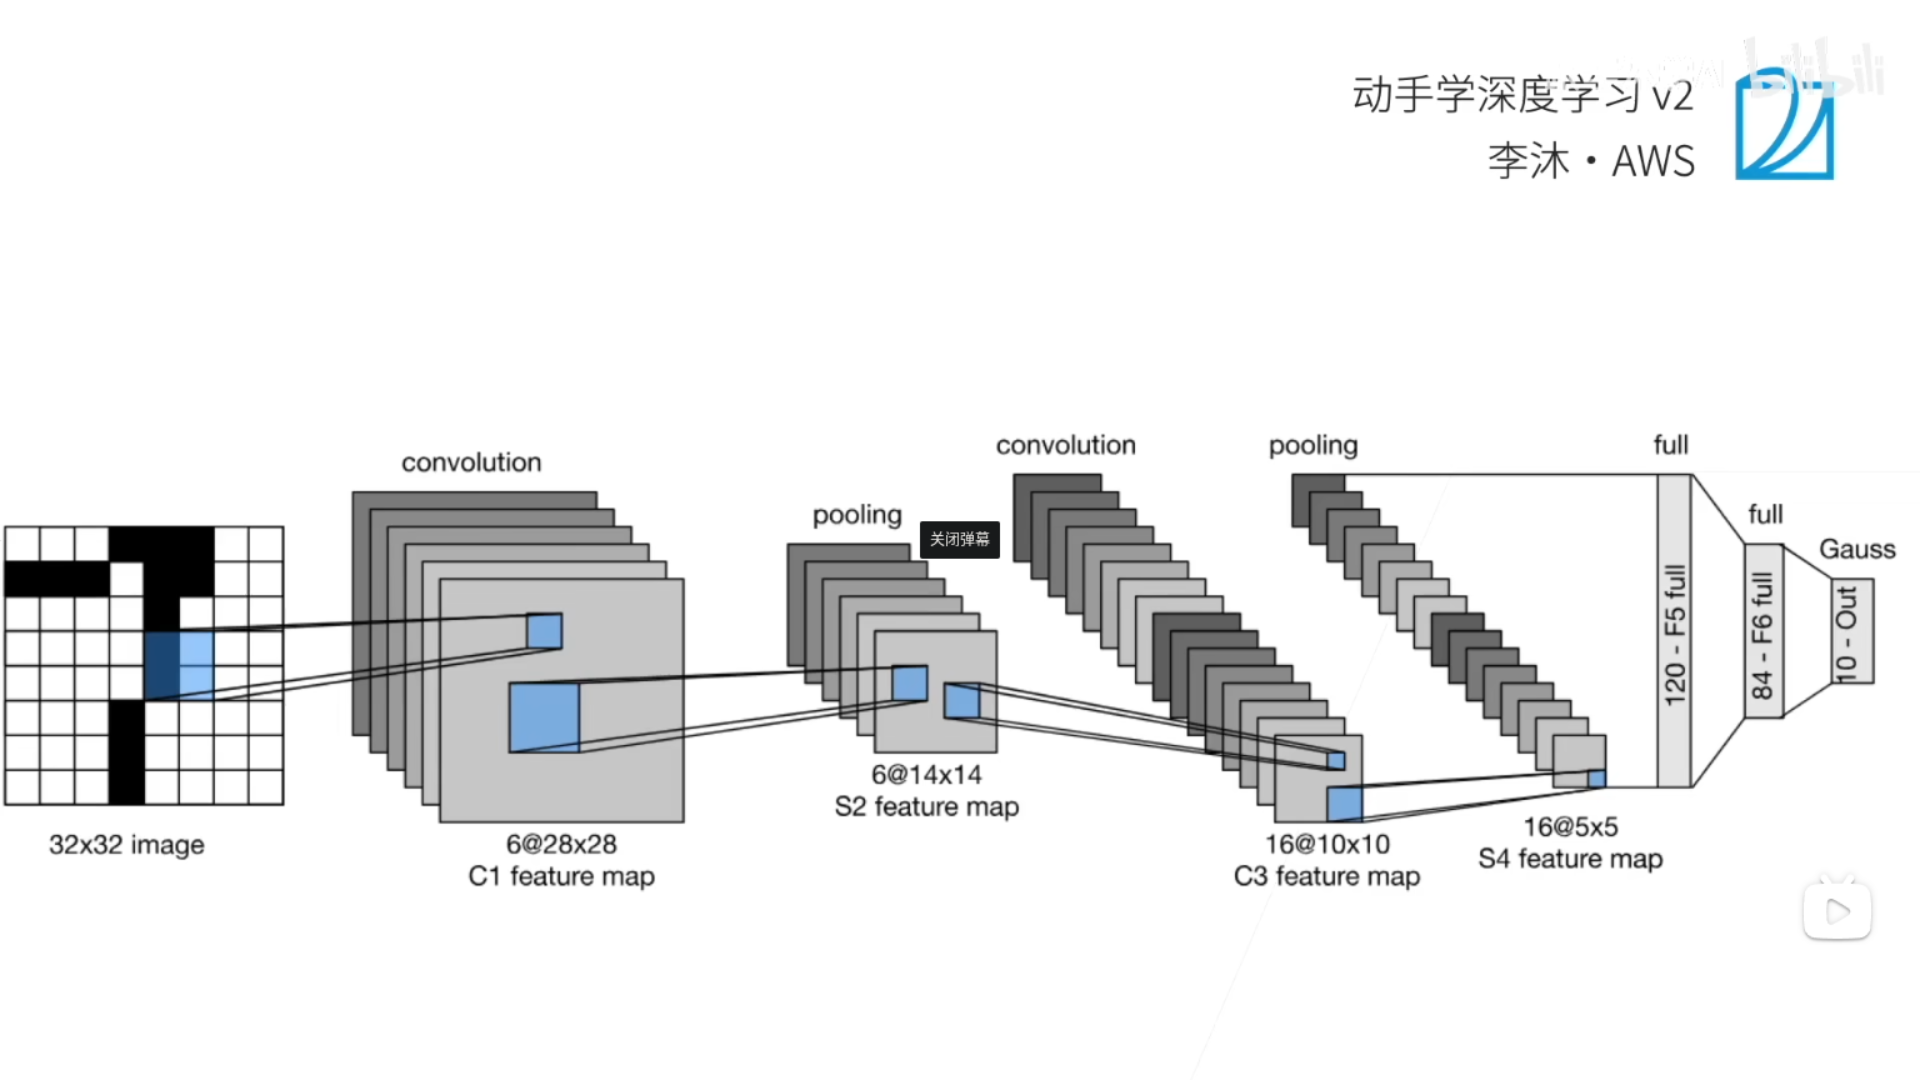 动手学深度学习 v2
李沐·AWS
bilibili
convolution
pooling
关闭弹幕
convolution
pooling
full
full
Gauss
120 - F5 full
84 - F6 full
10 - Out
32x32 image
6@28x28
C1 feature map
6@14x14
S2 feature map
16@10x10
C3 feature map
16@5x5
S4 feature map